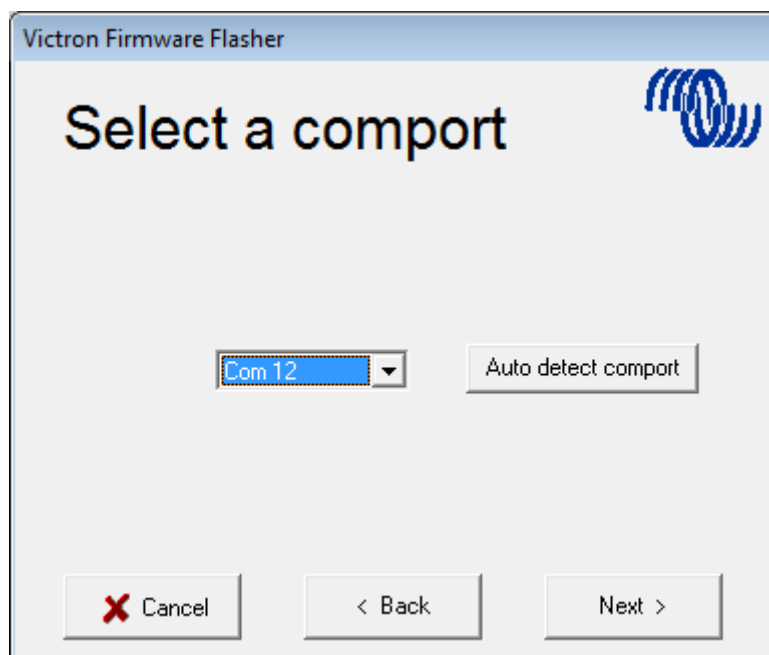 Victron Firmware Flasher
Select a comport
Com 12
Auto detect comport
Cancel
< Back
Next >